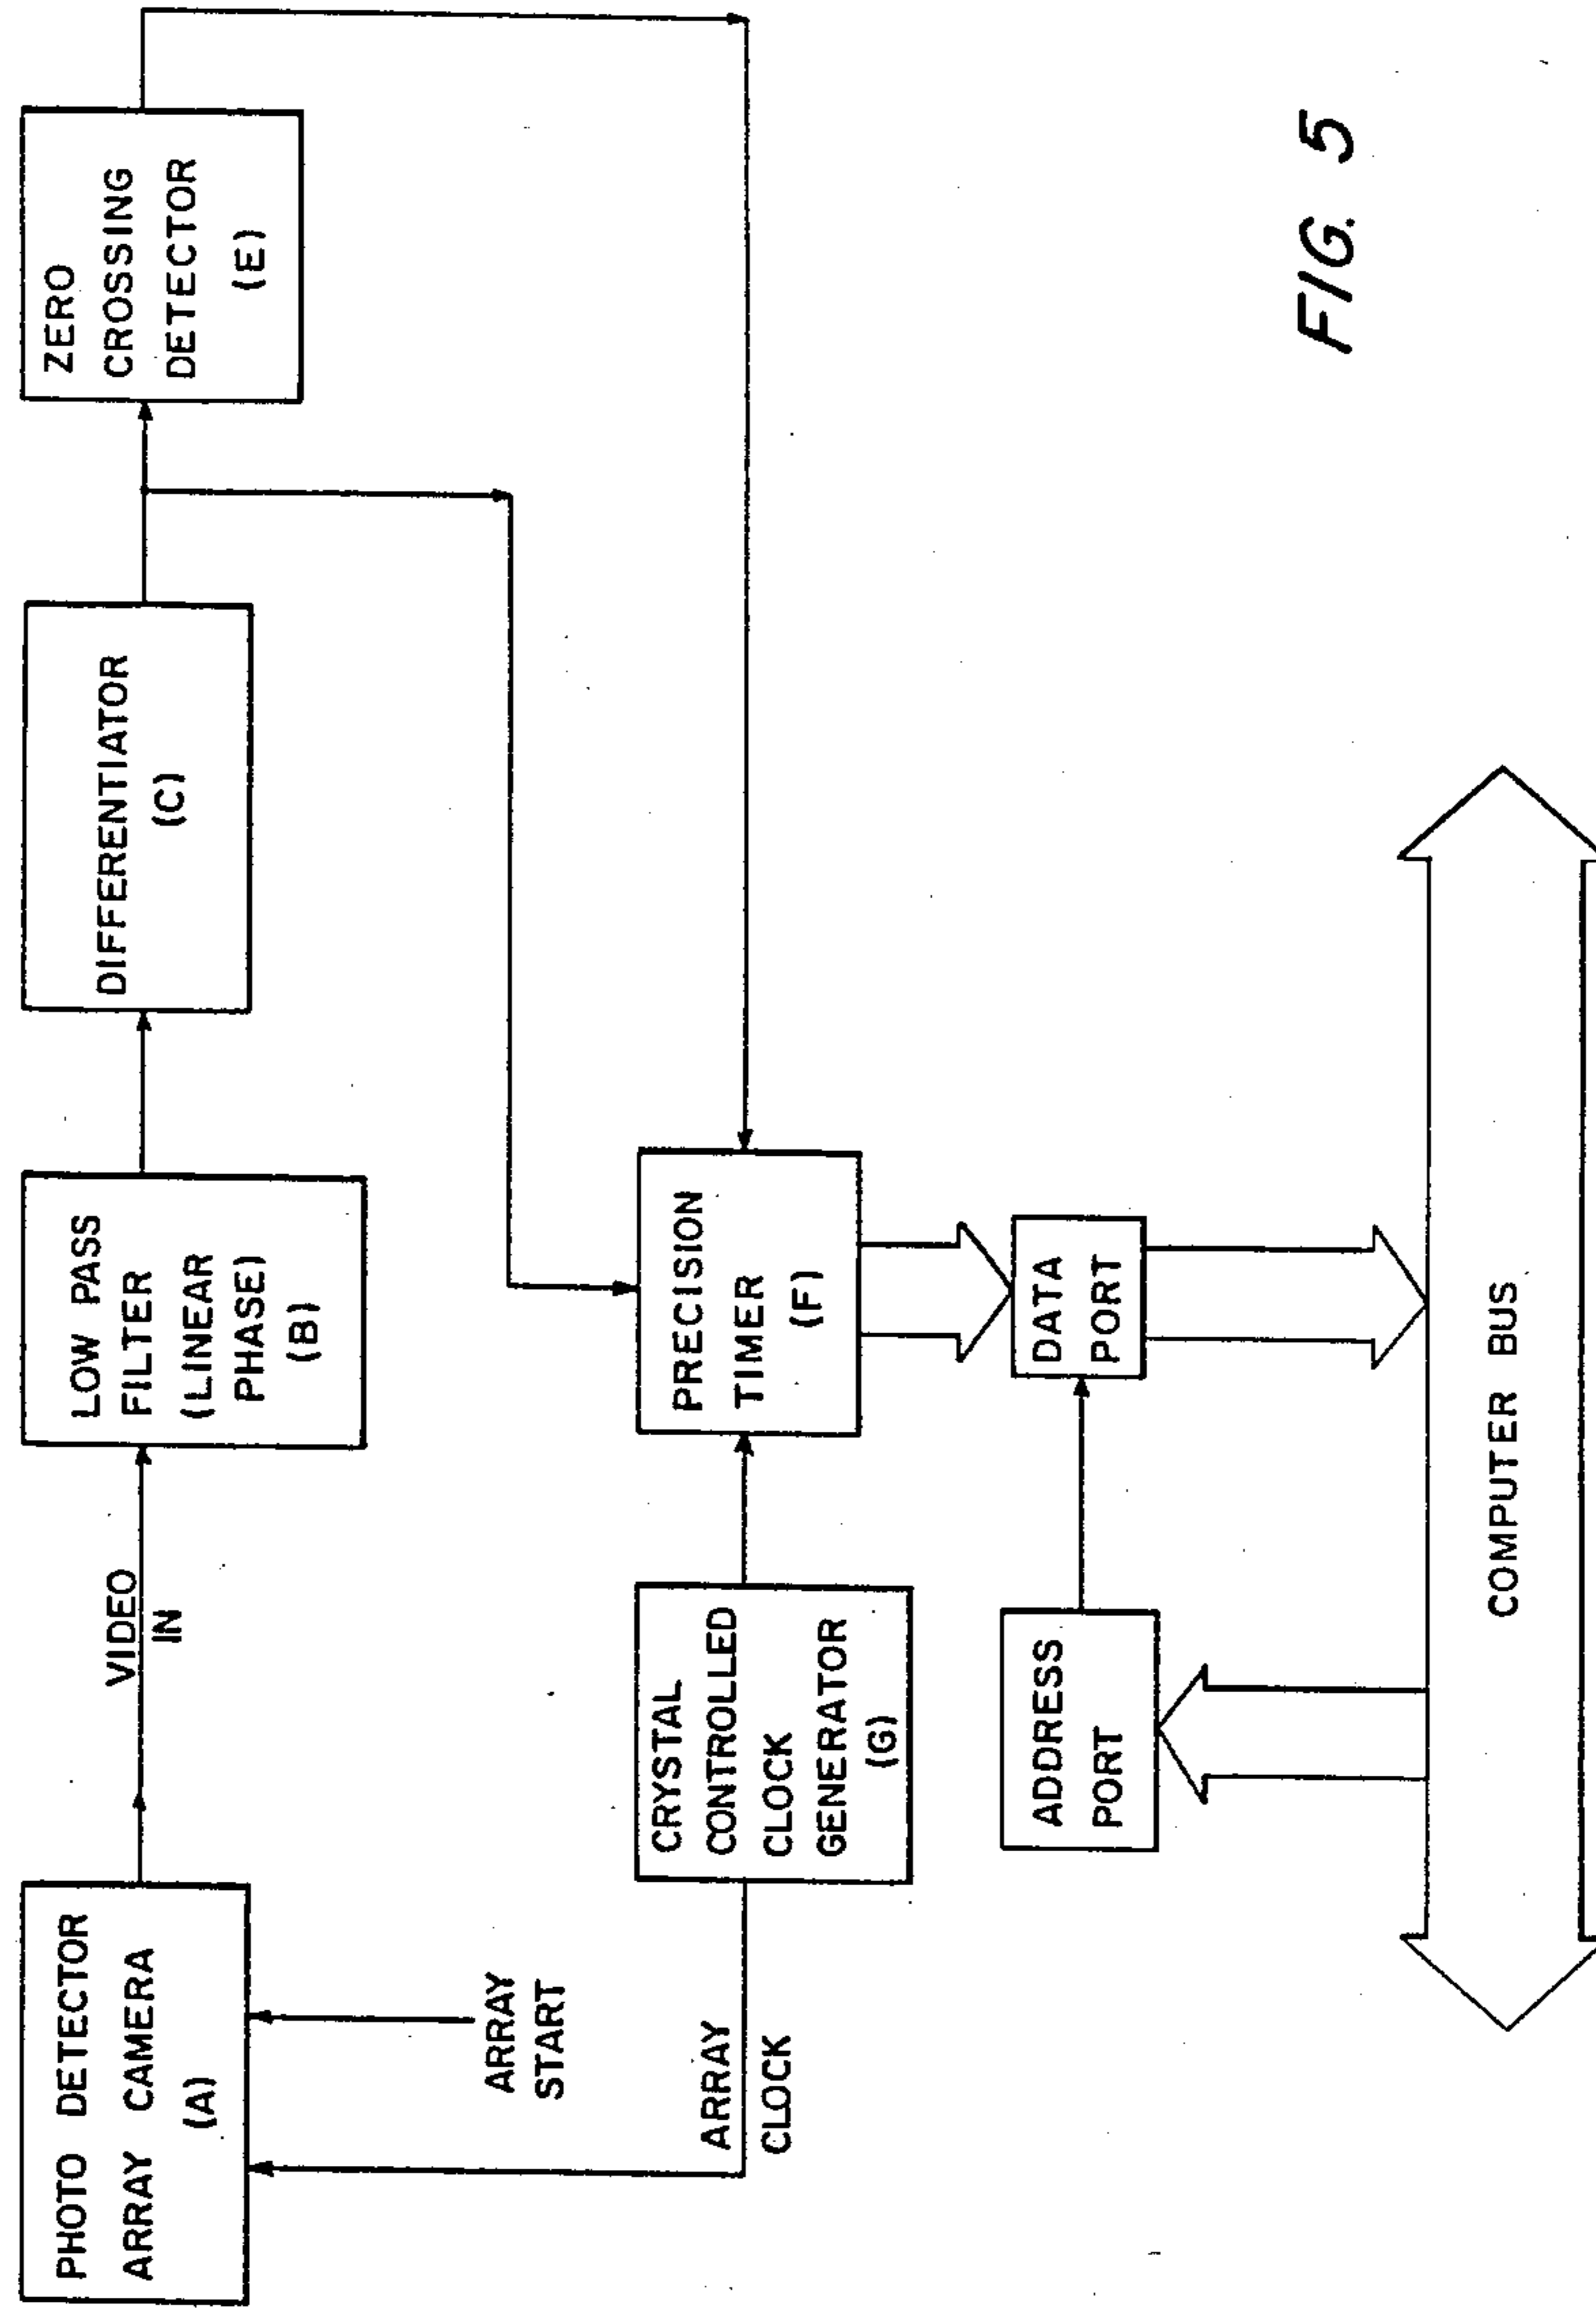 PHOTO DETECTOR
ARRAY CAMERA
(A)
VIDEO
IN
LOW PASS
FILTER
(LINEAR
PHASE)
(B)
DIFFERENTIATOR
(C)
ZERO
CROSSING
DETECTOR
(E)
ARRAY
START
ARRAY
CLOCK
CRYSTAL
CONTROLLED
CLOCK
GENERATOR
(G)
PRECISION
TIMER
(F)
ADDRESS
PORT
DATA
PORT
COMPUTER BUS
FIG. 5